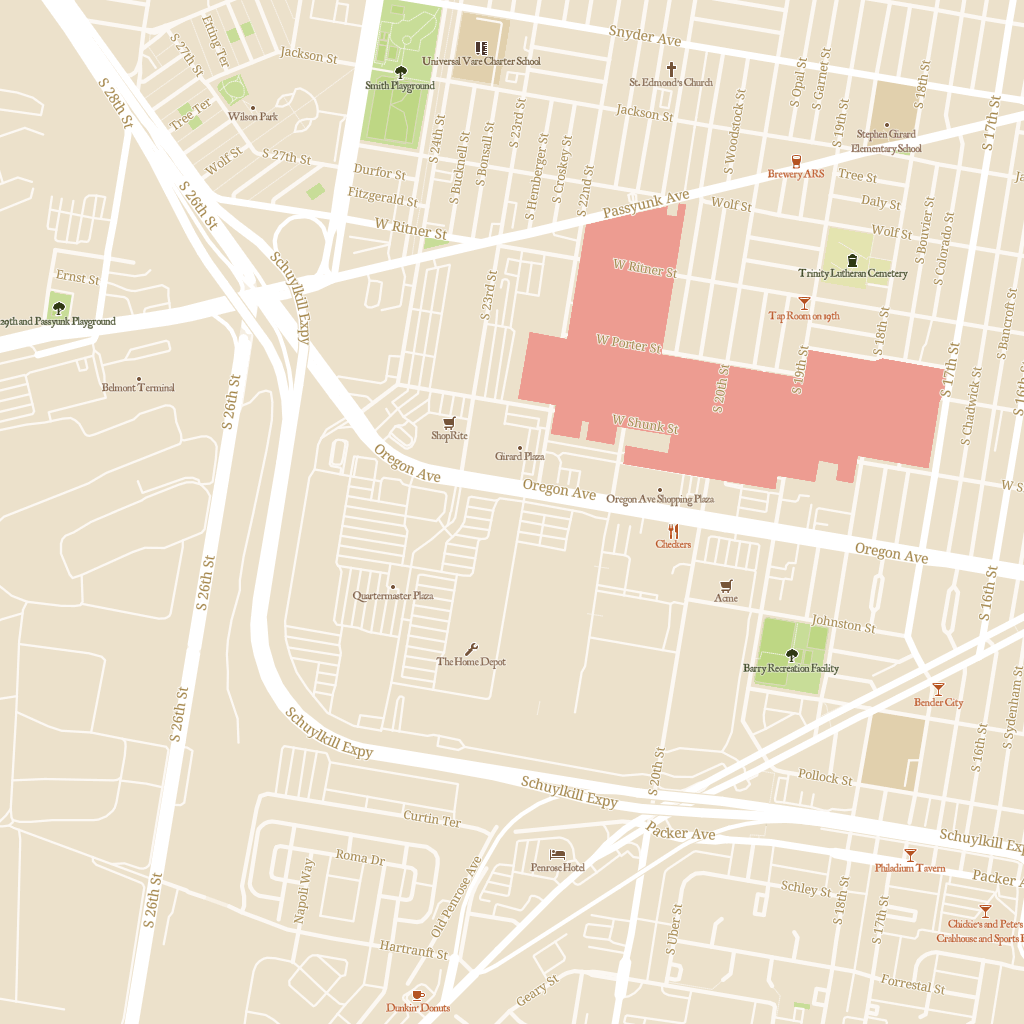 Etting Ter
S 27th St
Jackson St
Snyder Ave
Universal Vare Charter School
Smith Playground
St. Edmond's Church
S Opal St
S Garnet St
S 18th St
S 28th St
Tree Ter
Wilson Park
S 24th St
S 23rd St
S Woodstock St
Jackson St
S 19th St
Stephen Girard
Elementary School
S 17th St
Wolf St
S 27th St
S Bucknell St
S Bonsall St
S Hemberger St
S Croskey St
S 22nd St
Durfor St
Fitzgerald St
Brewery ARS
Tree St
Daly St
S 26th St
W Ritner St
Passyunk Ave
Wolf St
Wolf St
S Bouvier St
S Colorado St
Ernst St
Schuylkill Expy
S 23rd St
W Ritner St
Trinity Lutheran Cemetery
29th and Passyunk Playground
Tap Room on 19th
S 18th St
S Bancroft St
W Porter St
Belmont Terminal
S 26th St
S 20th St
S 19th St
S 17th St
S 16th St
S Chadwick St
ShopRite
W Shunk St
Girard Plaza
Oregon Ave
Oregon Ave
Oregon Ave Shopping Plaza
W S
Checkers
Oregon Ave
S 26th St
Quartermaster Plaza
Acme
S 16th St
Johnston St
The Home Depot
Barry Recreation Facility
S 26th St
Bender City
S Sydenham St
Schuylkill Expy
S 16th St
S 20th St
Pollock St
Schuylkill Expy
Curtin Ter
Packer Ave
Schuylkill Exp
Roma Dr
Penrose Hotel
Philadium Tavern
Packer A
Napoli Way
Old Penrose Ave
S 26th St
Schley St
S 18th St
S 17th St
S Uber St
Chickie's and Pete's
Crabhouse and Sports
Hartranft St
Geary St
Forrestal St
Dunkin' Donuts